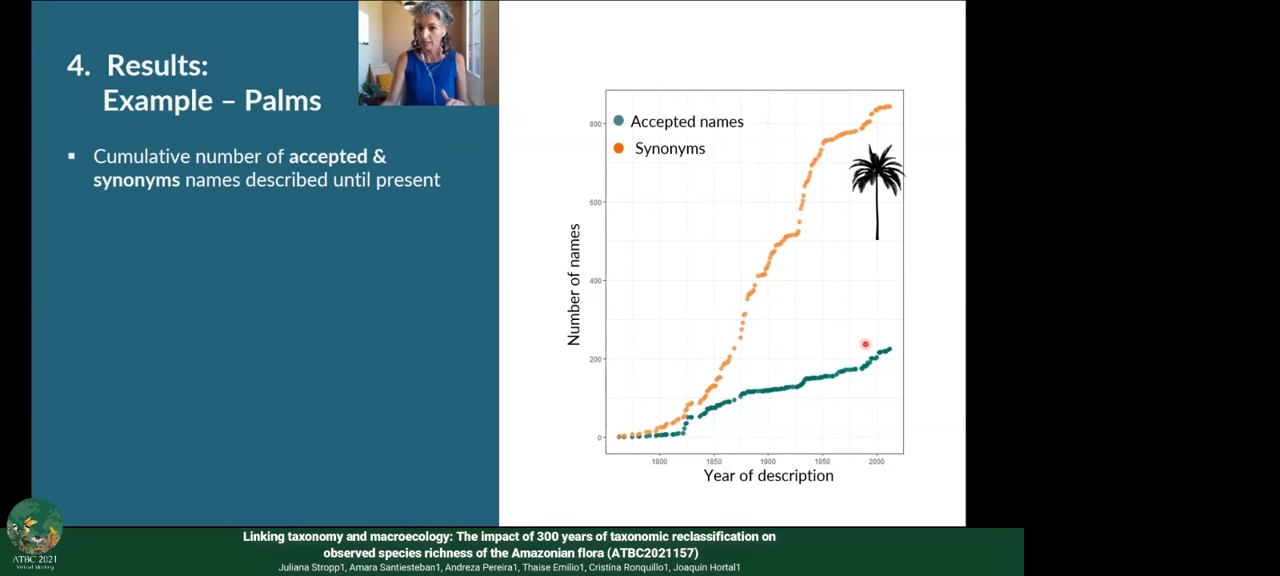 4. Results:
Example – Palms
▪ Cumulative number of accepted &
synonyms names described until present
Accepted names
Synonyms
Number of names
800
600
400
200
0
1800 1850 1900 1950 2000
Year of description
ATBC 2021
Virtual Meeting
Linking taxonomy and macroecology: The impact of 300 years of taxonomic reclassification on
observed species richness of the Amazonian flora (ATBC2021157)
Juliana Stropp1, Amara Santiesteban1, Andreza Pereira1, Thaise Emilio1, Cristina Ronquillo1, Joaquín Hortal1